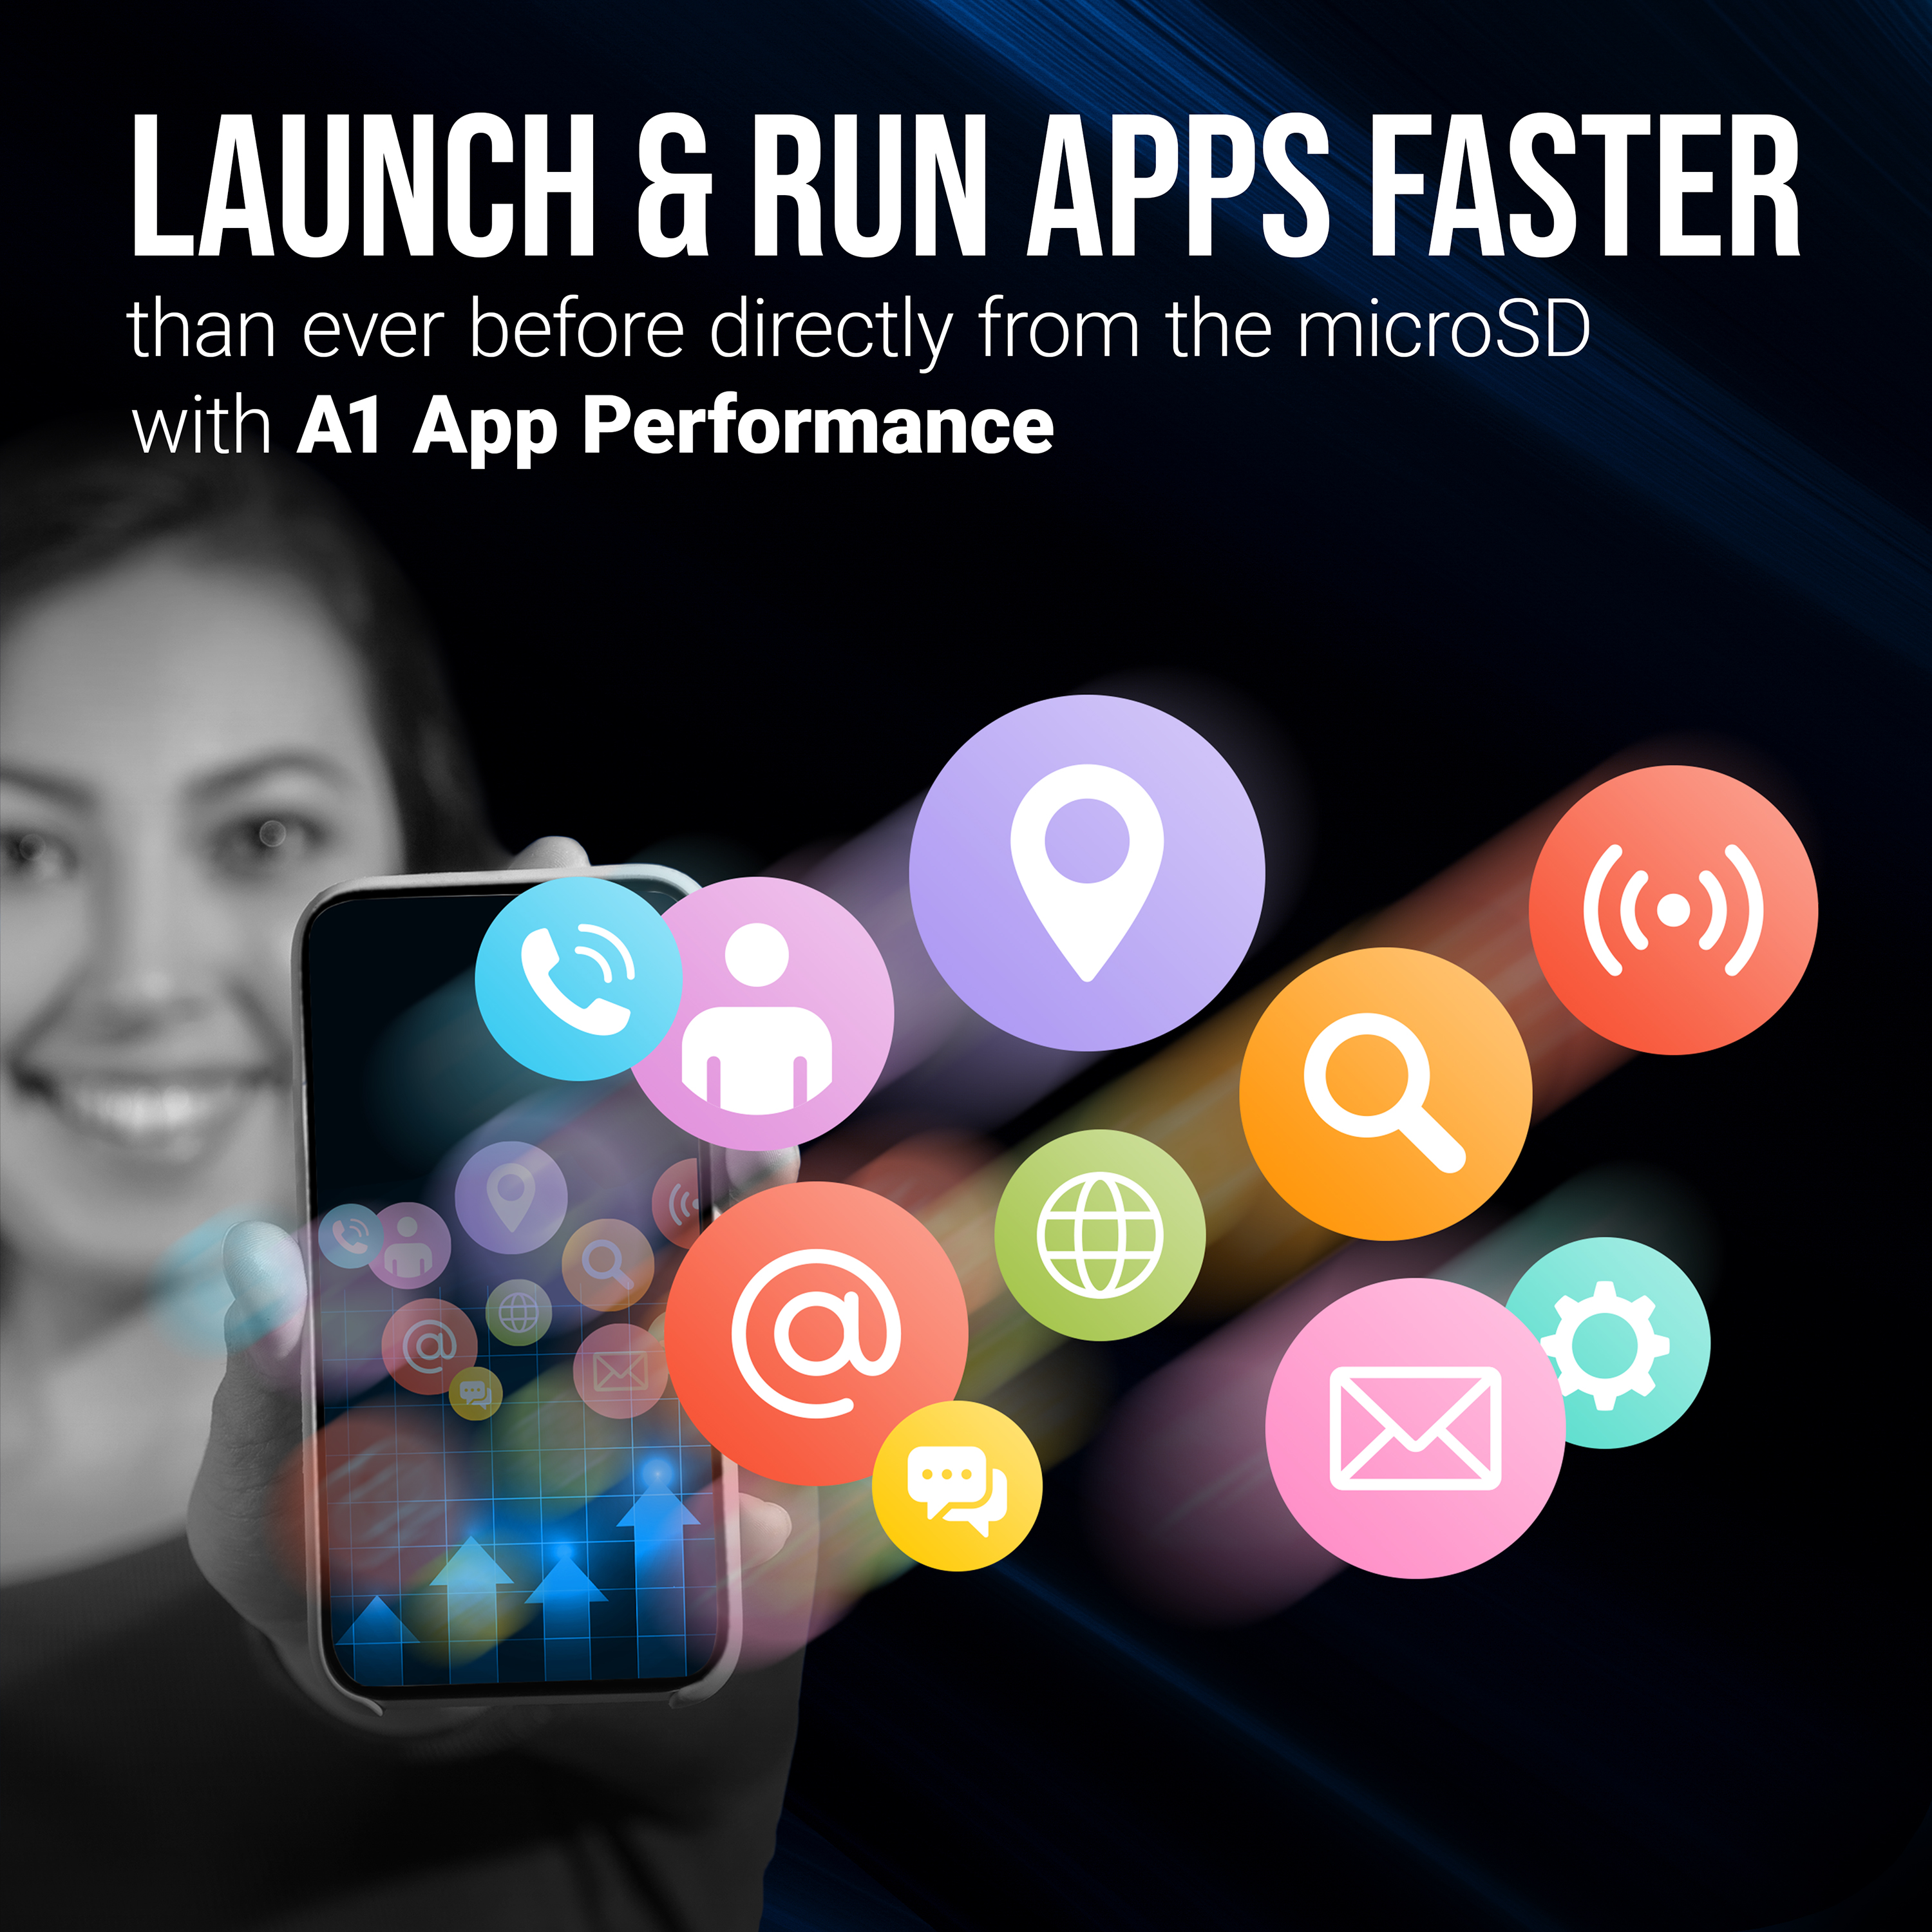 LAUNCH & RUN APPS FASTER
than ever before directly from the microSD
with A1 App Performance